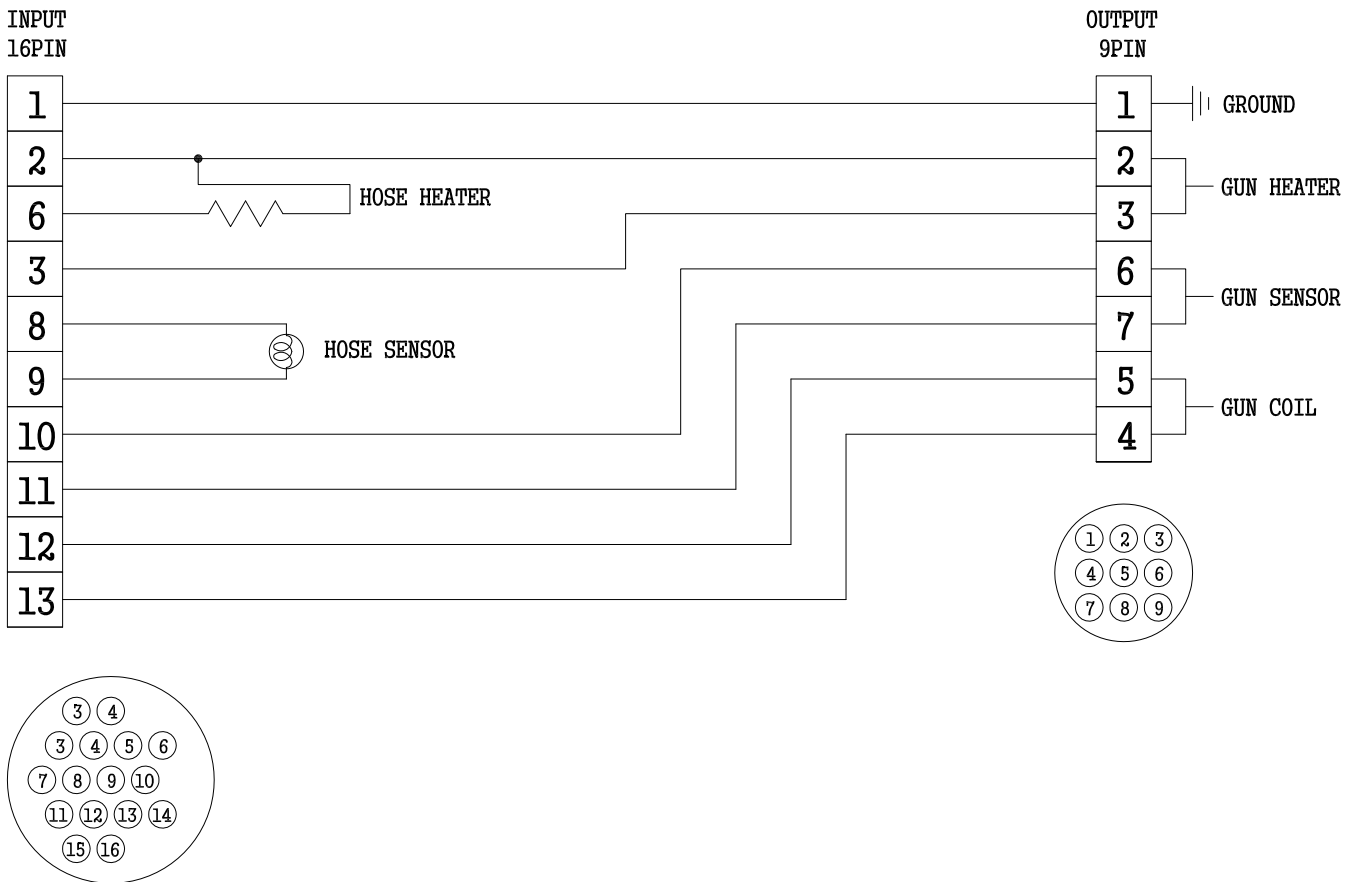 INPUT
16PIN
OUTPUT
9PIN
1
2
6
3
8
9
10
11
12
13
HOSE HEATER
HOSE SENSOR
1
2
3
6
7
5
4
GROUND
GUN HEATER
GUN SENSOR
GUN COIL
1 2 3
4 5 6
7 8 9
3 4
3 4 5 6
7 8 9 10
11 12 13 14
15 16